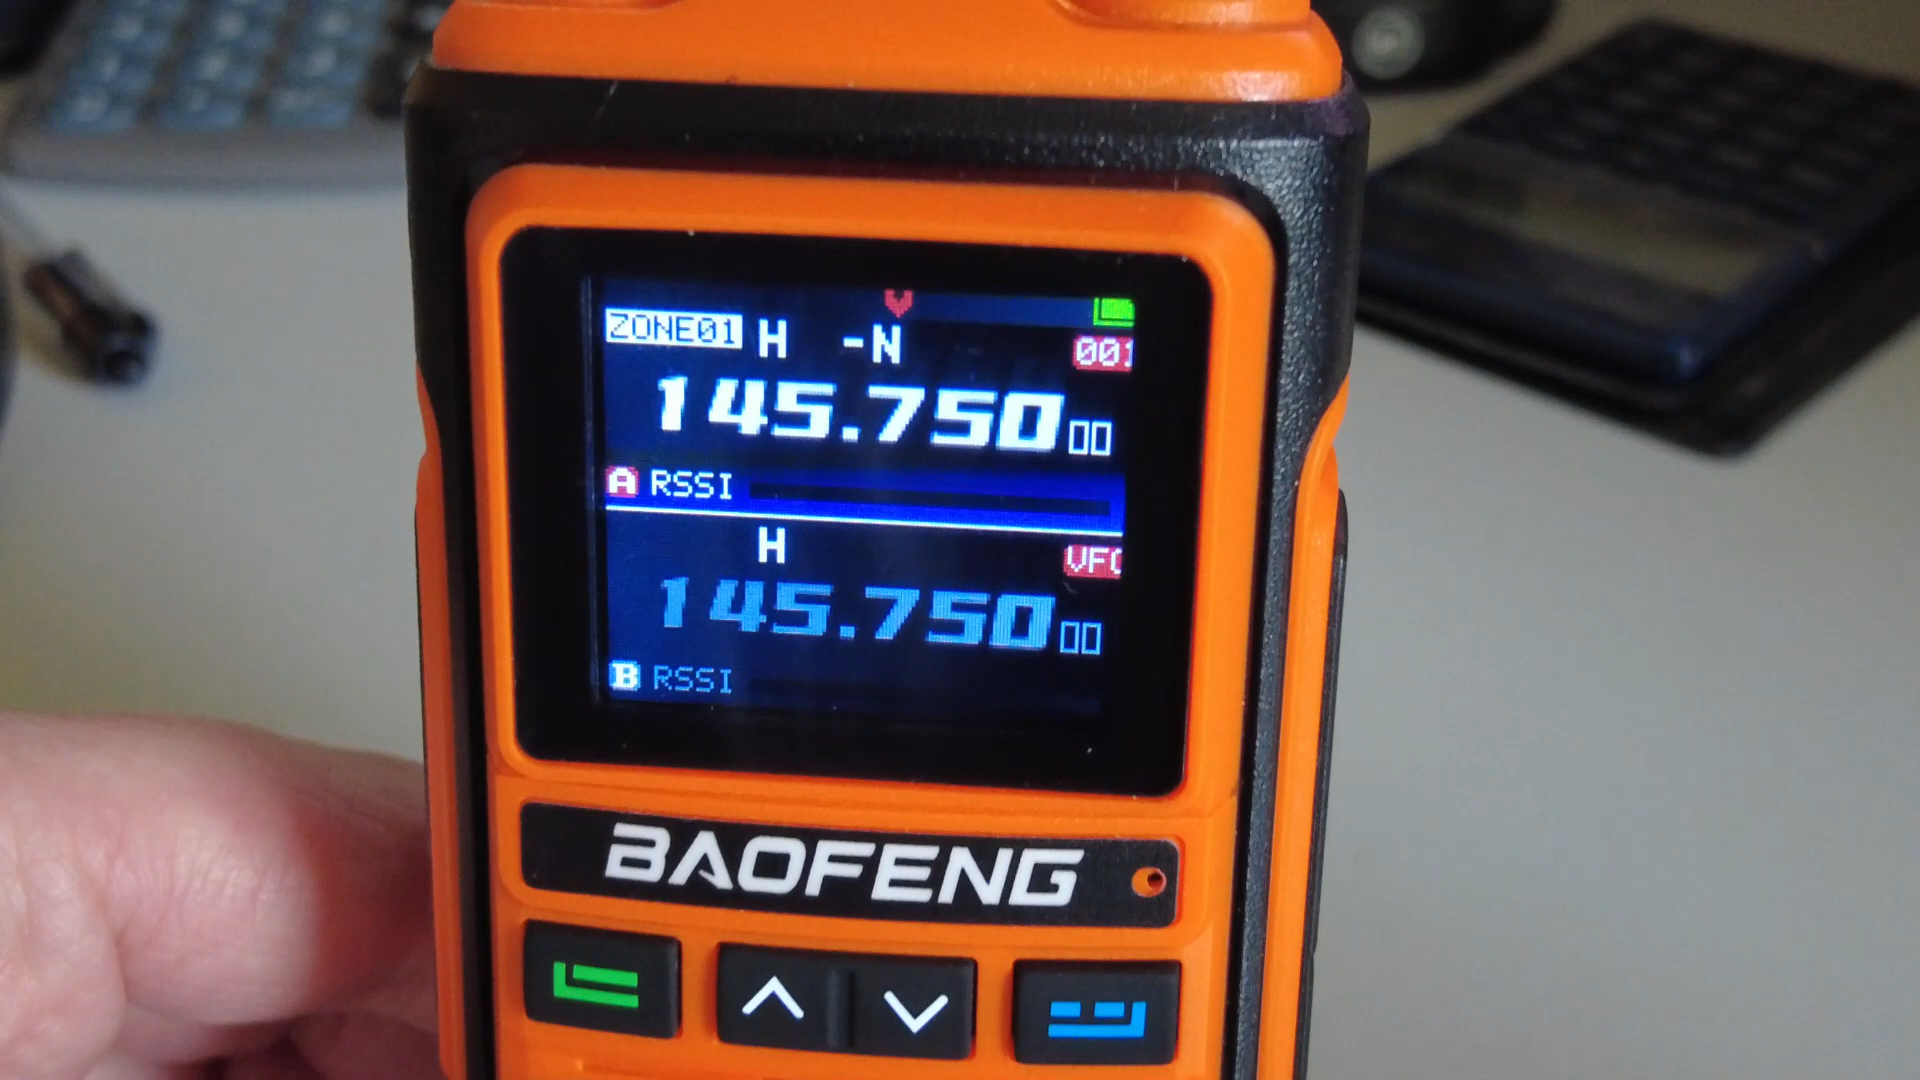 ZONE01 H -N 001
145.75000
A RSSI
H VFO
145.75000
B RSSI
BAOFENG